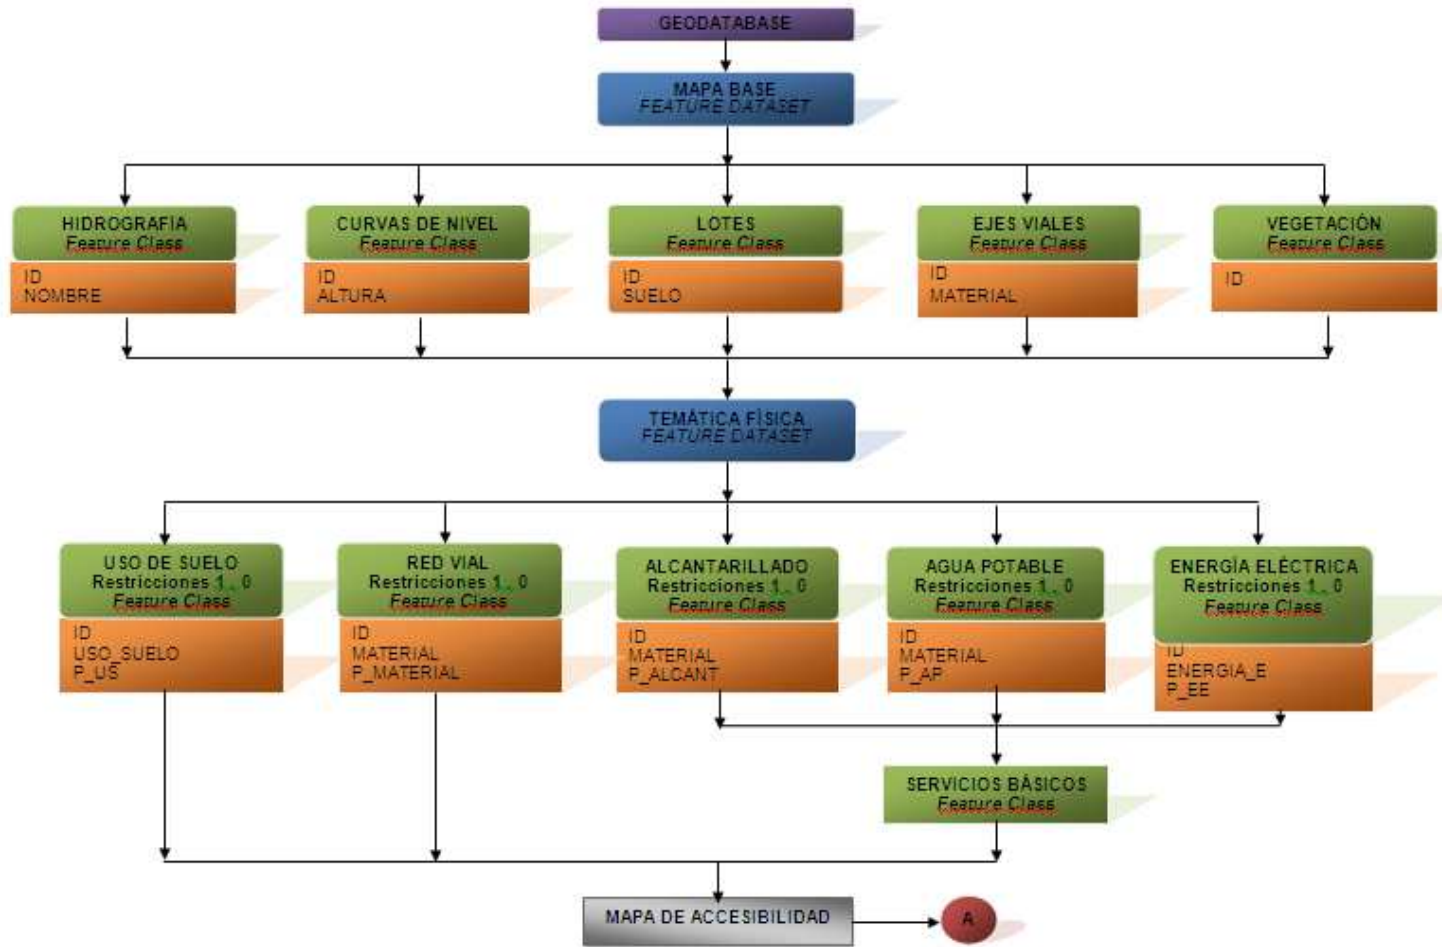 GEODATABASE
MAPA BASE
FEATURE DATASET
HIDROGRAFIA
Feature Class
ID
NOMBRE
CURVAS DE NIVEL
Feature Class
ID
ALTURA
LOTES
Feature Class
ID
SUELO
EJES VIALES
Feature Class
ID
MATERIAL
VEGETACIÓN
Feature Class
ID
TEMÁTICA FÍSICA
FEATURE DATASET
USO DE SUELO
Restricciones 1., 0
Feature Class
ID
USO_SUELO
P_US
RED VIAL
Restricciones 1., 0
Feature Class
ID
MATERIAL
P_MATERIAL
ALCANTARILLADO
Restricciones 1., 0
Feature Class
ID
MATERIAL
P_ALCANT
AGUA POTABLE
Restricciones 1., 0
Feature Class
ID
MATERIAL
P_AP
ENERGÍA ELÉCTRICA
Restricciones 1., 0
Feature Class
ID
ENERGIA_E
P_EE
SERVICIOS BÁSICOS
Feature Class
MAPA DE ACCESIBILIDAD
A